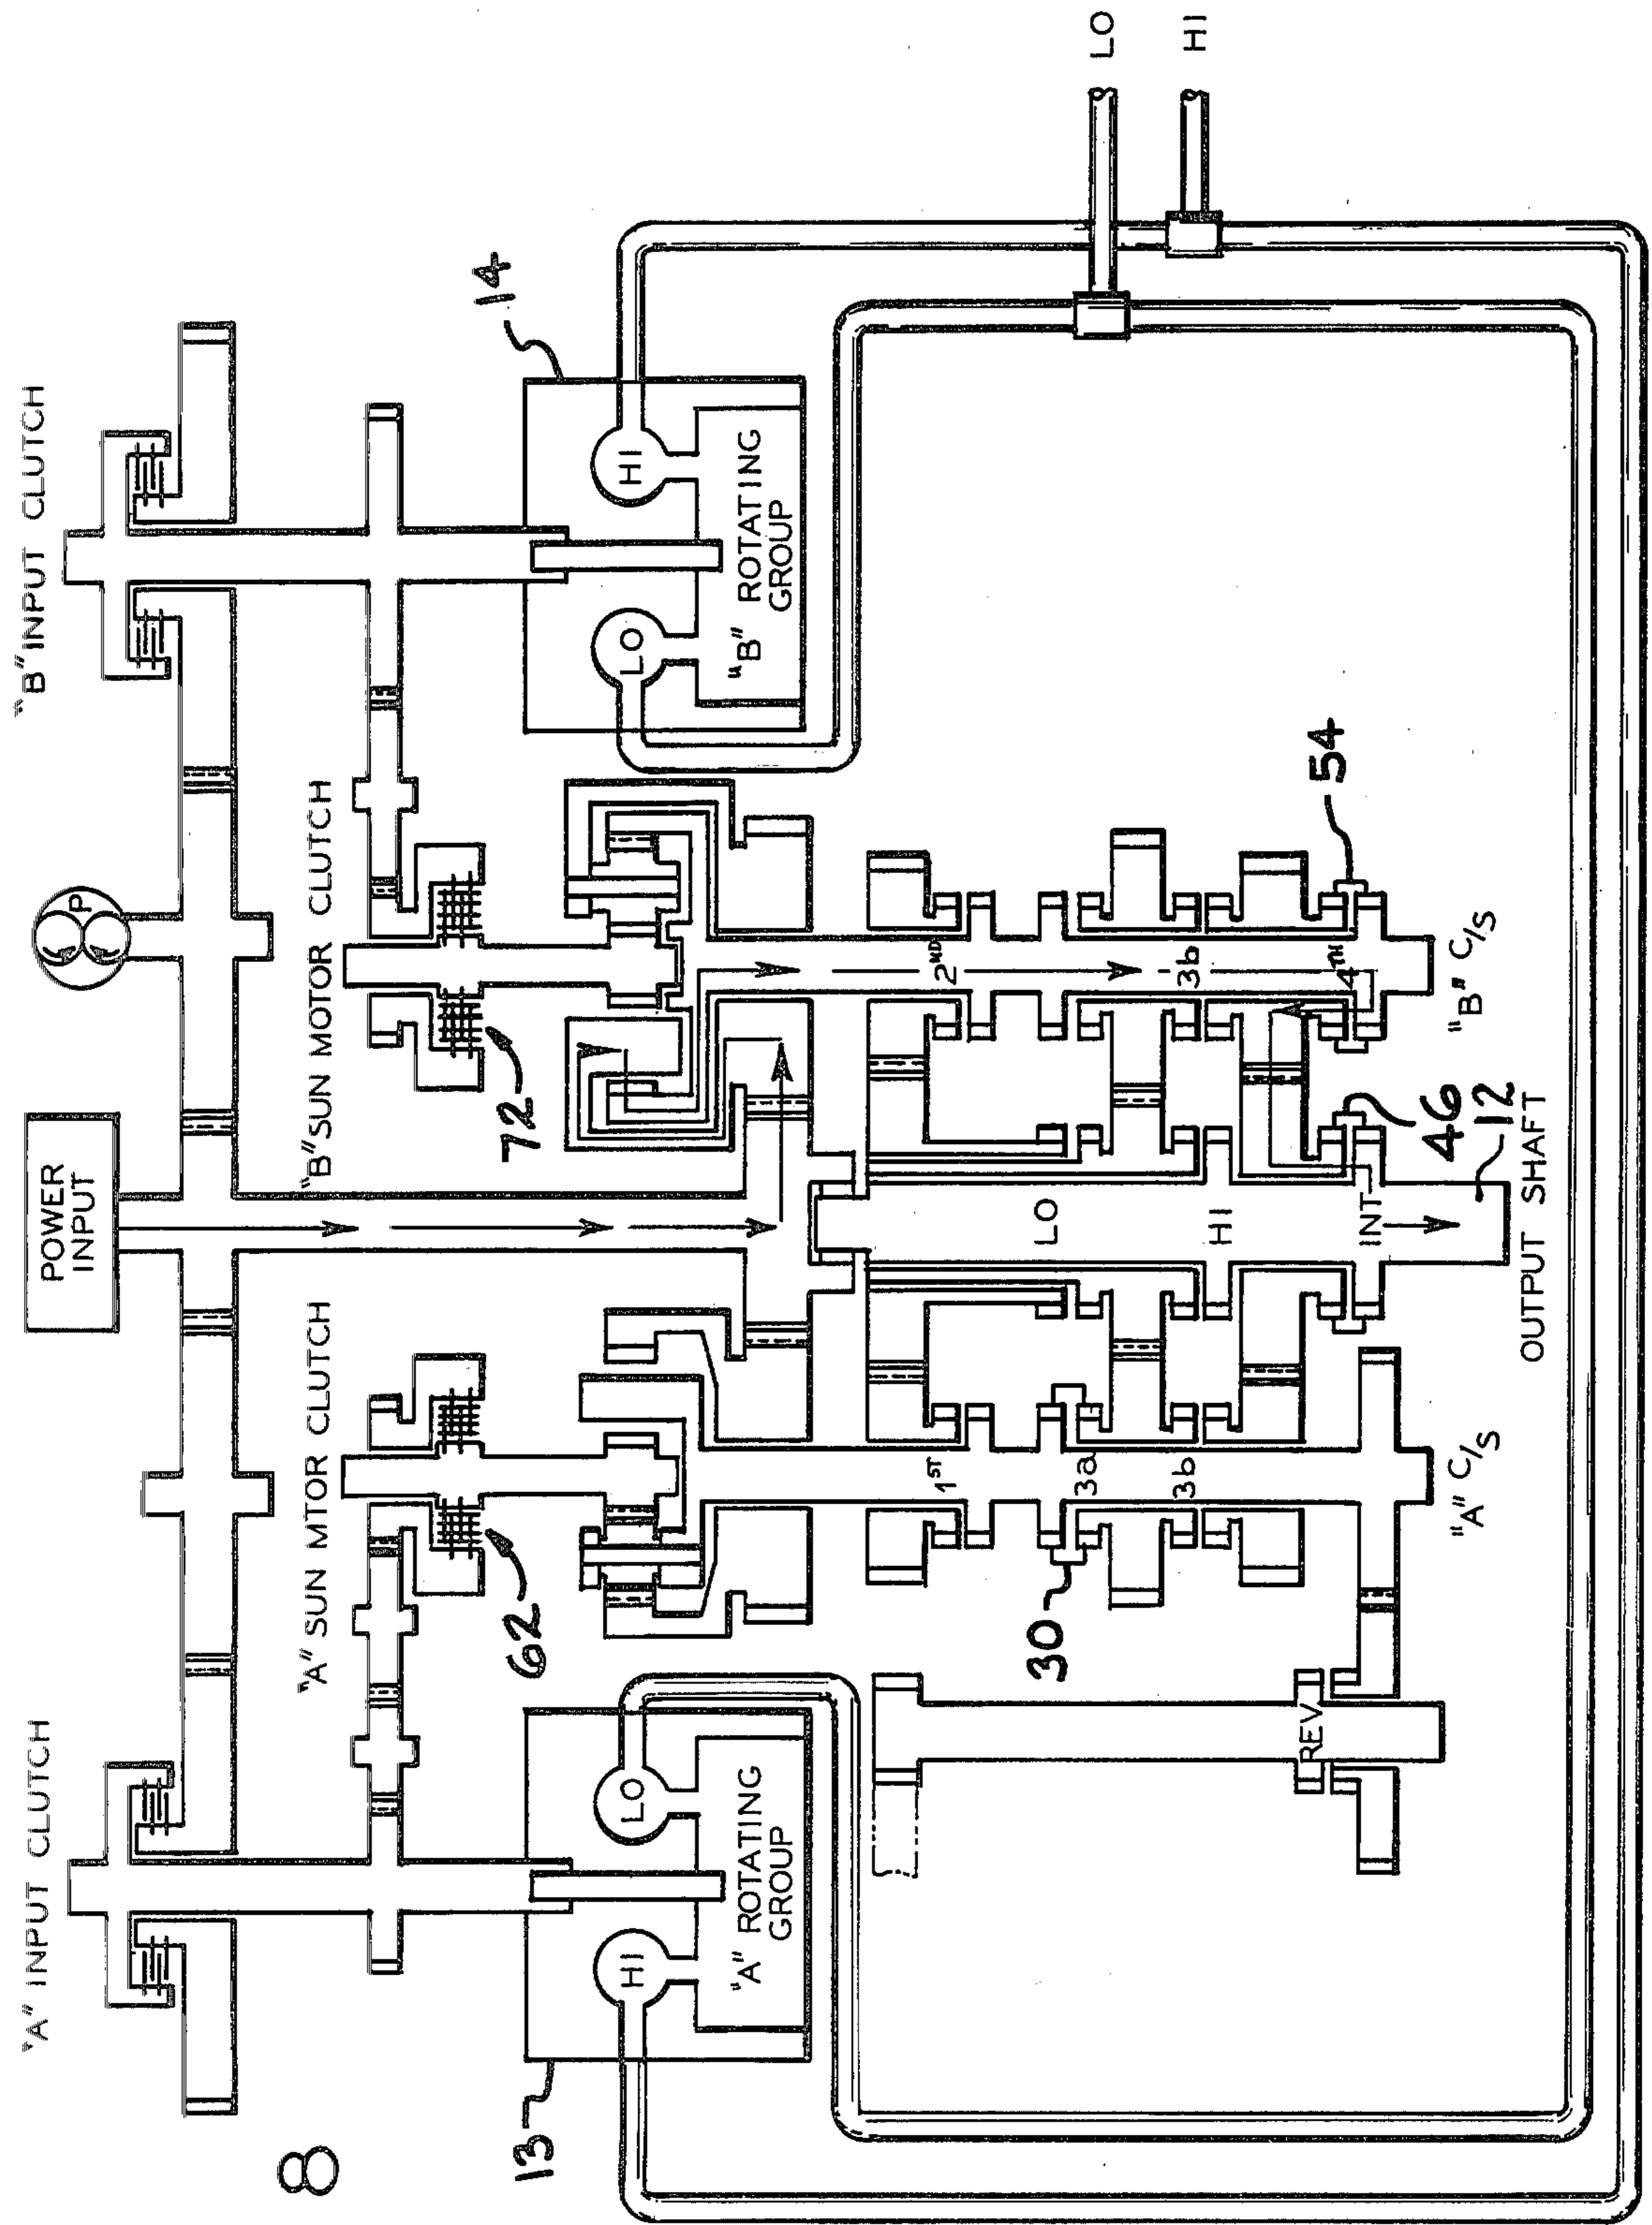 "A" INPUT CLUTCH
"B" INPUT CLUTCH
POWER
INPUT
P
"A" SUN MTOR CLUTCH
"B" SUN MOTOR CLUTCH
8
62
72
13
14
HI
LO
"A" ROTATING
GROUP
LO
HI
"B" ROTATING
GROUP
1ST
3a
3b
30
REV
"A" C/S
LO
HI
INT
2ND
3b
4TH
"B" C/S
54
46
12
OUTPUT SHAFT
LO
HI